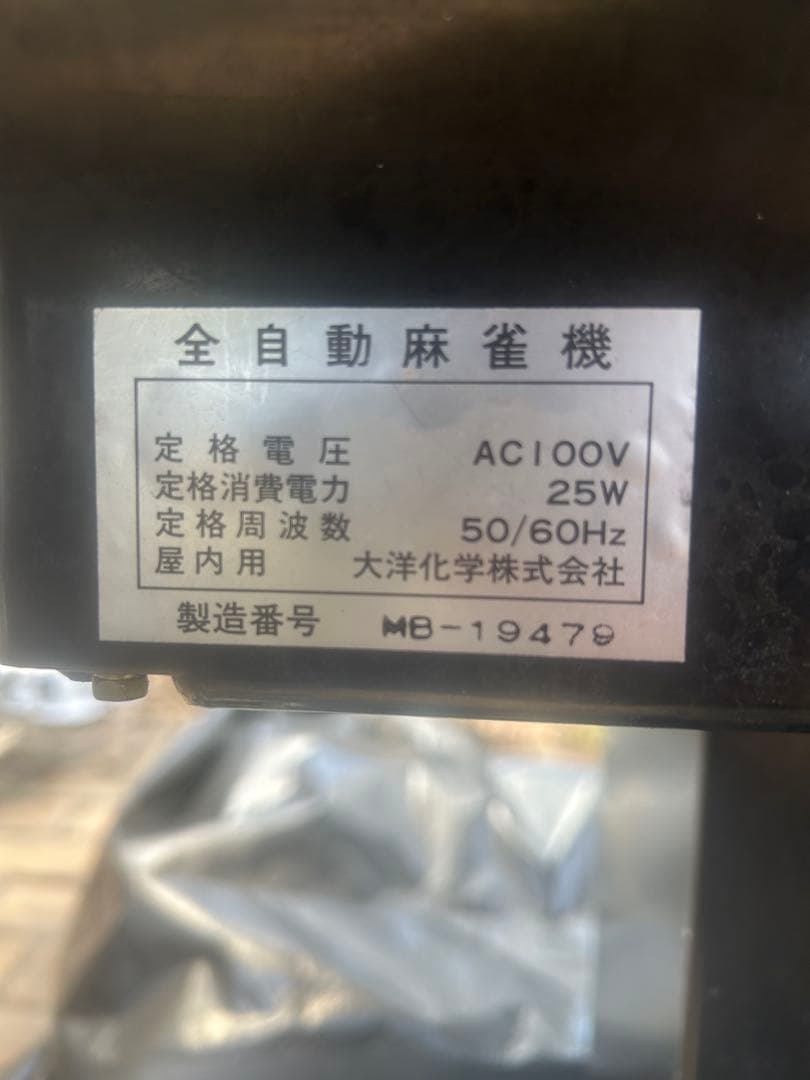 全自動麻雀機
定格電圧 AC100V
定格消費電力 25W
定格周波数 50/60Hz
屋内用 大洋化学株式会社
製造番号 MB-19479